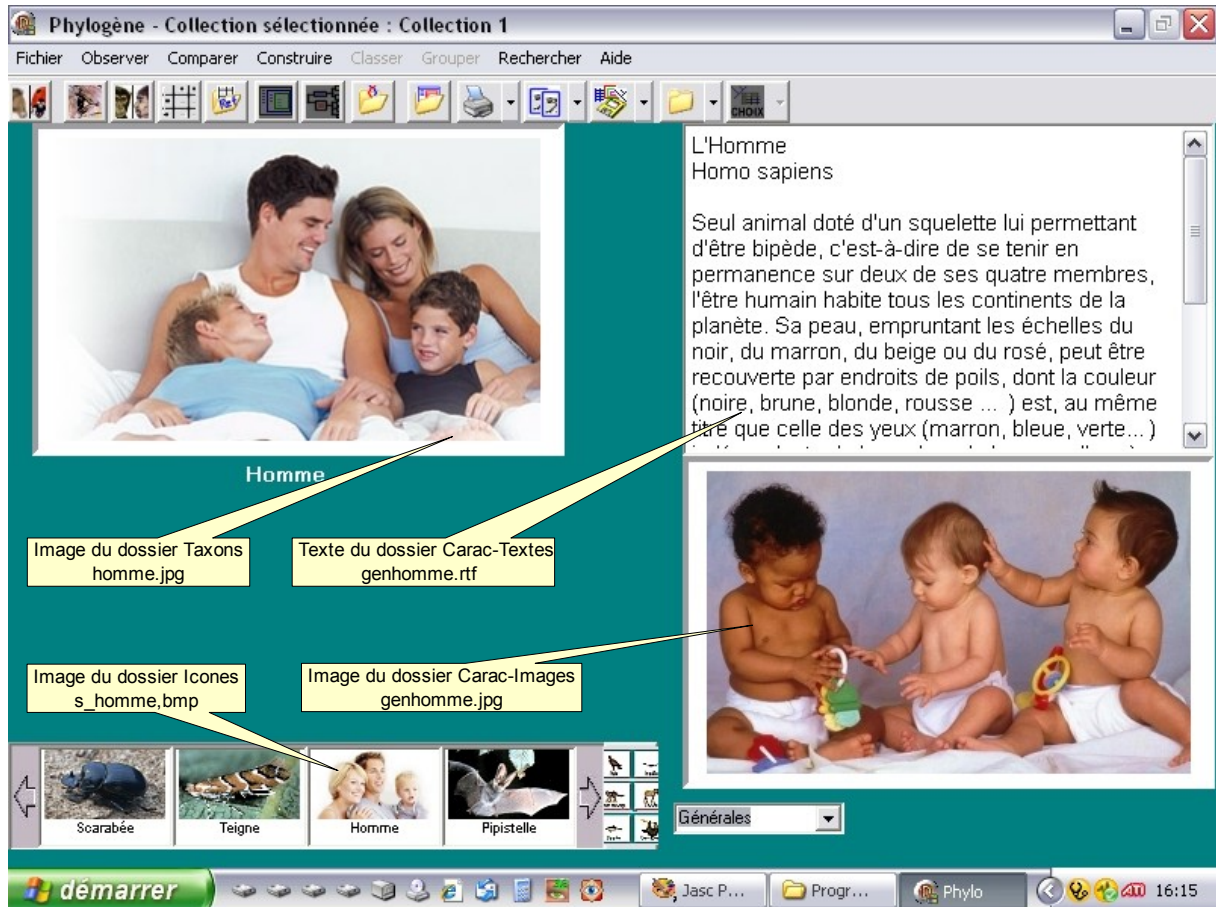 Phylogène - Collection sélectionnée : Collection 1
Fichier Observer Comparer Construire Classer Grouper Rechercher Aide
CHOIX
L'Homme
Homo sapiens
Seul animal doté d'un squelette lui permettant
d'être bipède, c'est-à-dire de se tenir en
permanence sur deux de ses quatre membres,
l'être humain habite tous les continents de la
planète. Sa peau, empruntant les échelles du
noir, du marron, du beige ou du rosé, peut être
recouverte par endroits de poils, dont la couleur
(noire, brune, blonde, rousse ... ) est, au même
titre que celle des yeux (marron, bleue, verte... )
Homme
Image du dossier Taxons
homme.jpg
Texte du dossier Carac-Textes
genhomme.rtf
Image du dossier Icones
s_homme,bmp
Image du dossier Carac-Images
genhomme.jpg
Scarabée
Teigne
Homme
Pipistelle
Générales
démarrer
Jasc P...
Progr...
Phylo
16:15